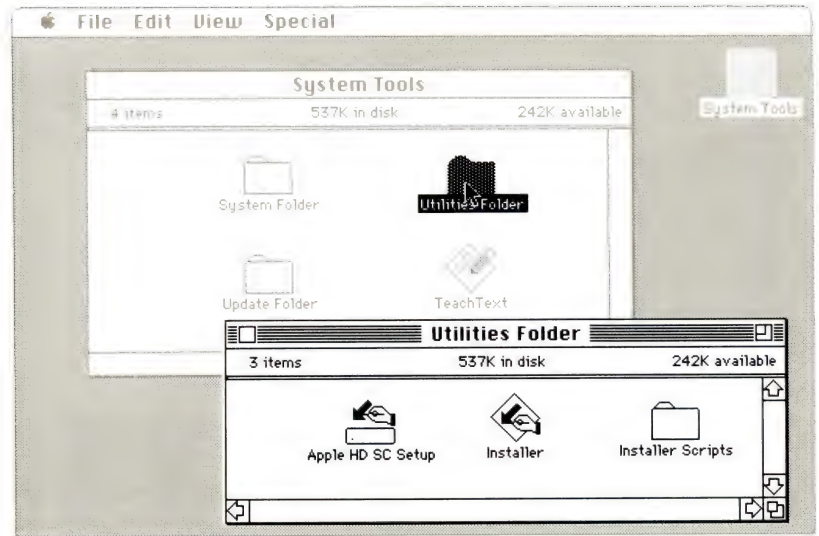 File Edit View Special
System Tools
4 items 537K in disk 242K available
System Tools
System Folder Utilities Folder
Update Folder TeachText
Utilities Folder
3 items 537K in disk 242K available
Apple HD SC Setup Installer Installer Scripts